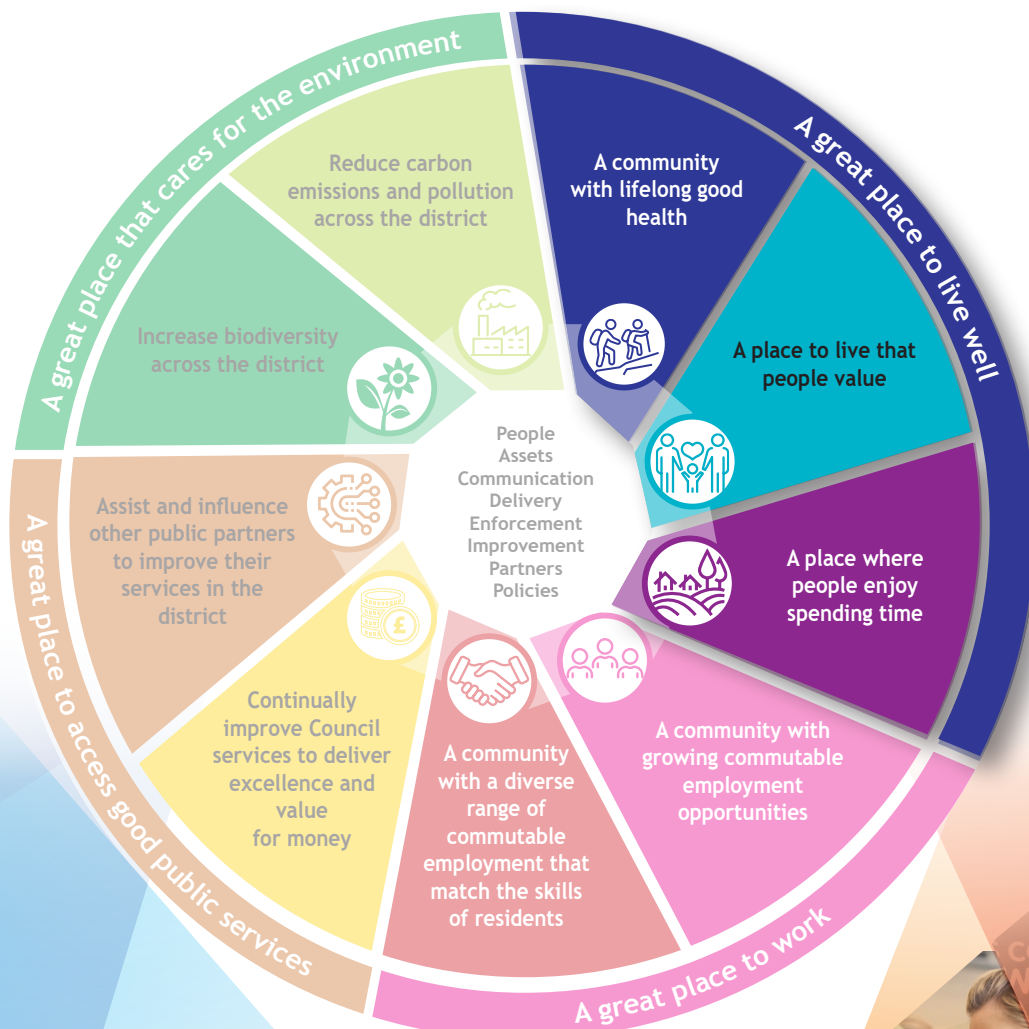 A great place that cares for the environment
Reduce carbon
emissions and pollution
across the district
Increase biodiversity
across the district
A great place to live well
A community
with lifelong good
health
A place to live that
people value
A place where
people enjoy
spending time
People
Assets
Communication
Delivery
Enforcement
Improvement
Partners
Policies
A great place to access good public services
Assist and influence
other public partners
to improve their
services in the
district
Continually
improve Council
services to deliver
excellence and
value
for money
£
A great place to work
A community
with a diverse
range of
commutable
employment that
match the skills
of residents
A community with
growing commutable
employment
opportunities